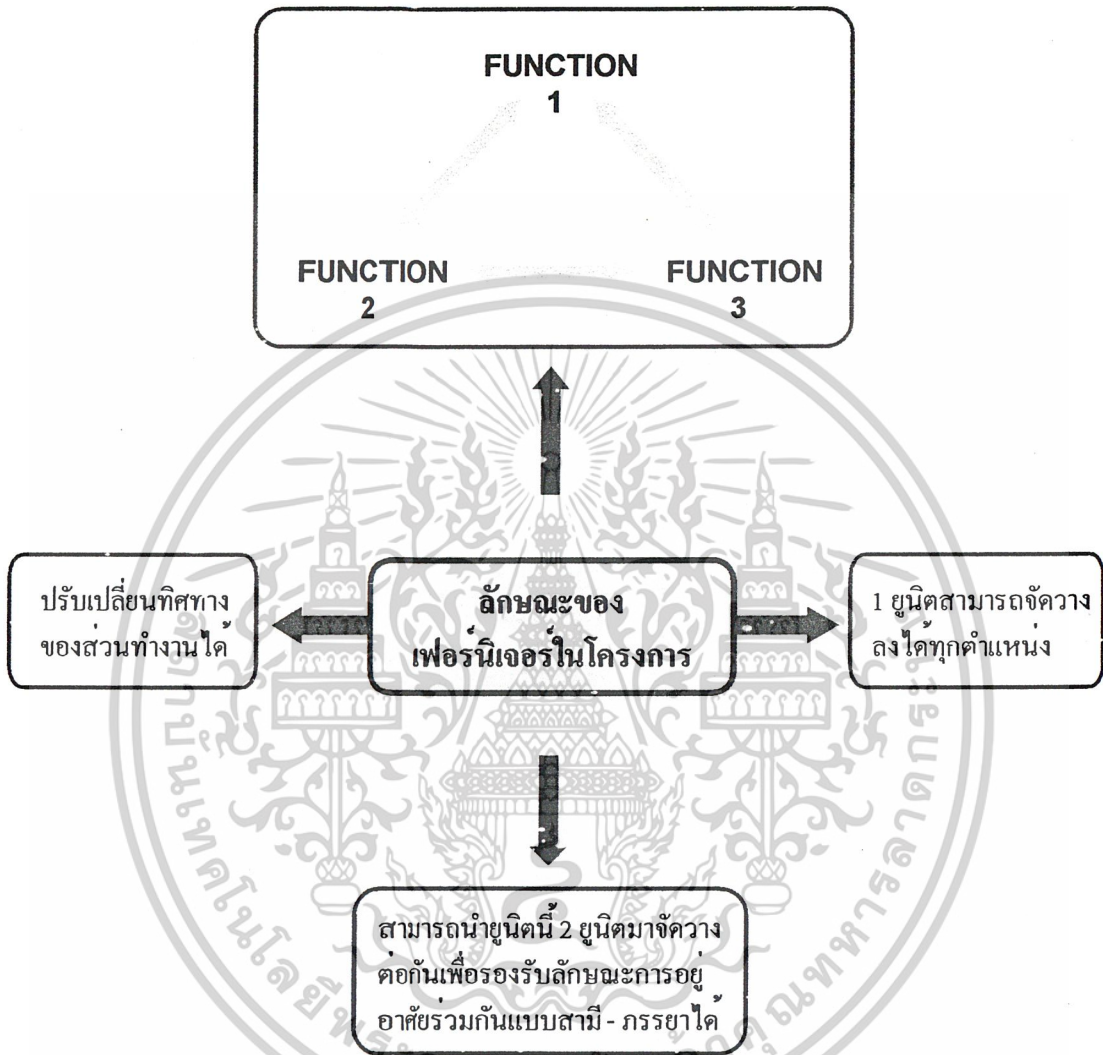 FUNCTION
1
FUNCTION
2
FUNCTION
3
ปรับเปลี่ยนทิศทาง
ของส่วนทำงานได้
ลักษณะของ
เฟอร์นิเจอร์ในโครงการ
1 ยูนิตสามารถจัดวาง
ลงได้ทุกตำแหน่ง
สามารถนำยูนิตนี้ 2 ยูนิตมาจัดวาง
ต่อกันเพื่อรองรับลักษณะการอยู่
อาศัยร่วมกันแบบสามี - ภรรยาได้